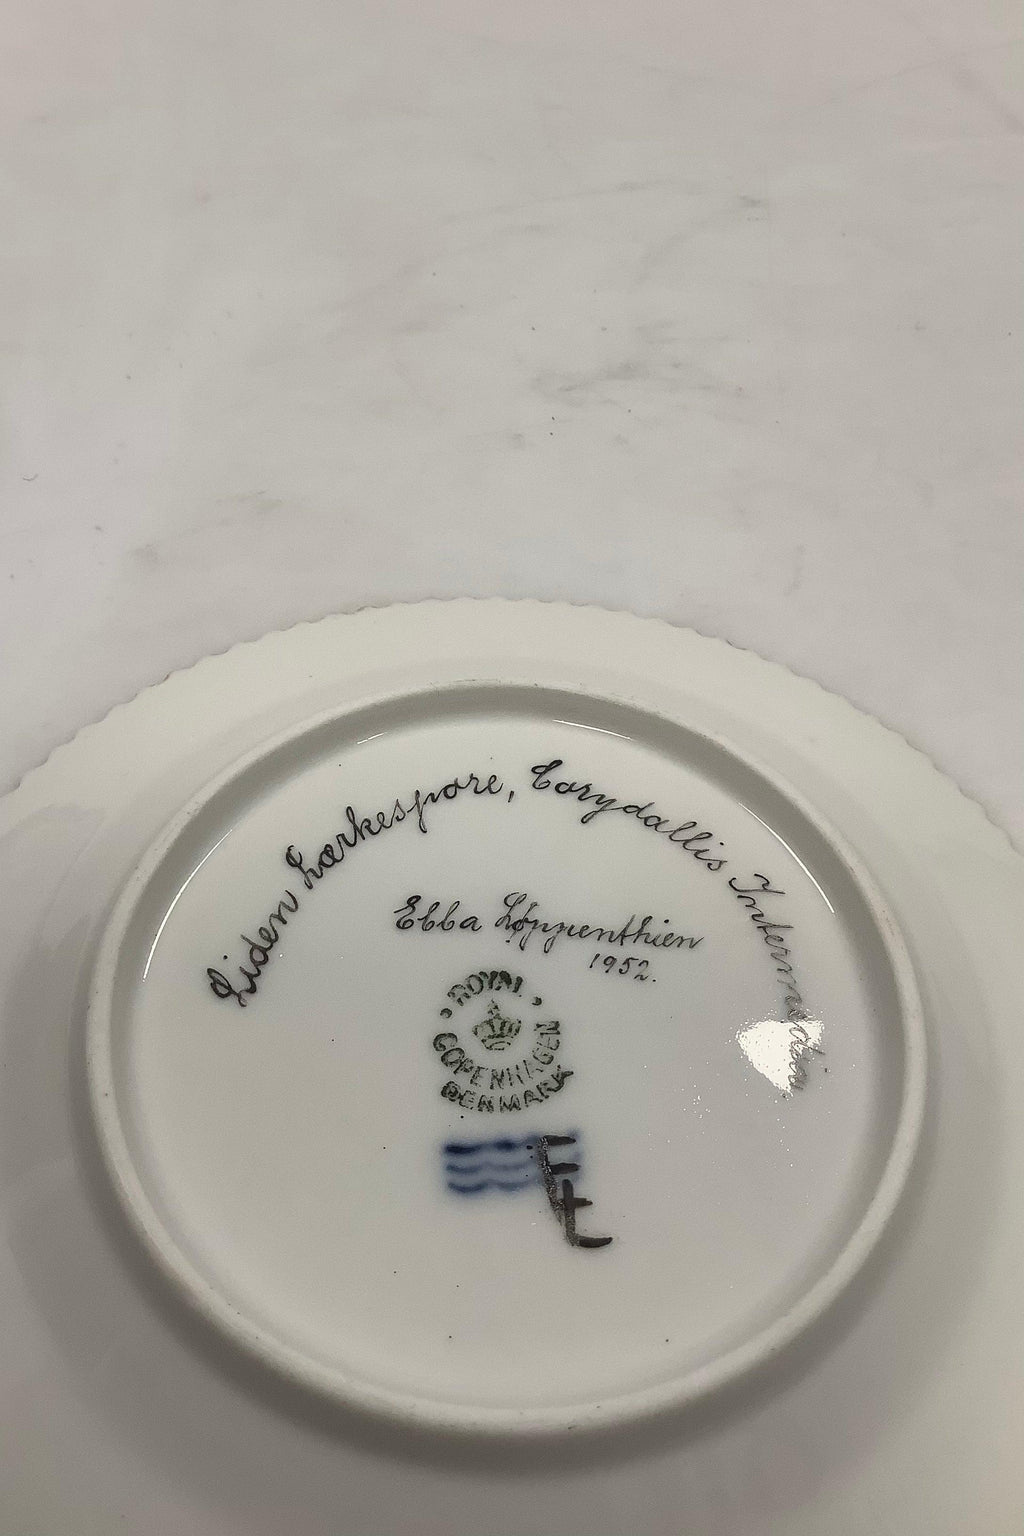 Liden Lærkespore, Corydallis Intermedia
Ebba Løppenthien
1952.
ROYAL
COPENHAGEN
DENMARK